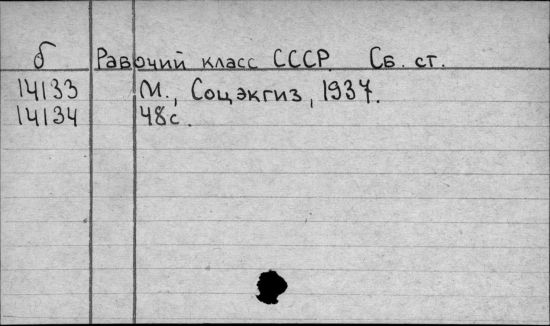 б Рабочий класс СССР Сб. ст.
14133 М., Соцэкгиз, 1937.
14134 48с.